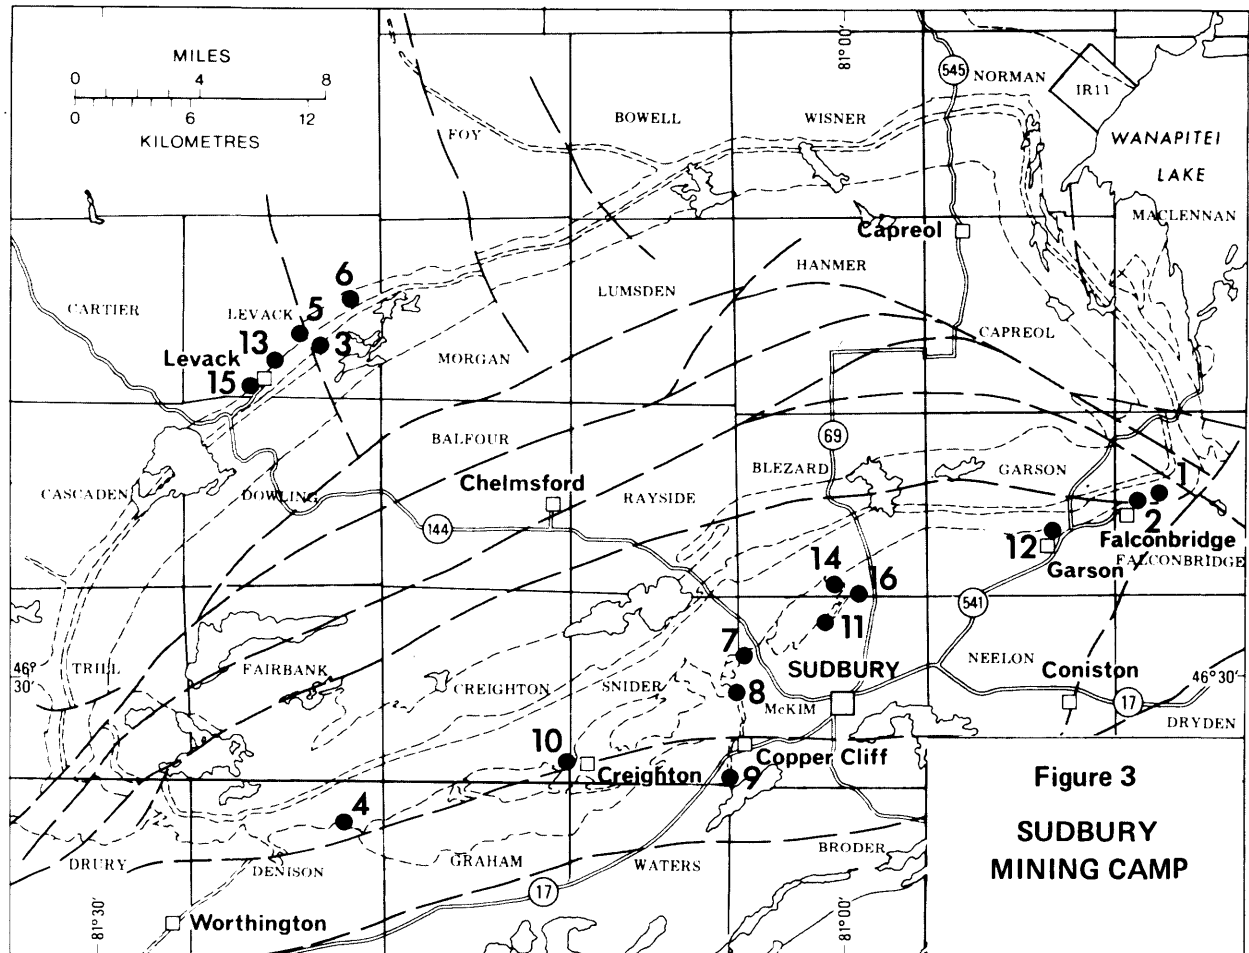 MILES
0 4 8
0 6 12
KILOMETRES
81°00'
545
NORMAN
IR11
FOY
BOWELL
WISNER
WANAPITEI
LAKE
MACLENNAN
Capreol
HANMER
6
CARTIER
LEVACK
5
LUMSDEN
CAPREOL
13
3
Levack
MORGAN
15
BALFOUR
69
BLEZARD
GARSON
CASCADEN
DOWLING
Chelmsford
RAYSIDE
1
144
2
Falconbridge
12
FALCONBRIDGE
Garson
14
16
541
11
7
46°
30'
TRILL
FAIRBANK
CREIGHTON
SNIDER
SUDBURY
NEELON
Coniston
46°30'
8
McKIM
17
DRYDEN
10
Creighton
Copper Cliff
9
Figure 3
4
SUDBURY
MINING CAMP
DRURY
DENISON
GRAHAM
WATERS
BRODER
17
81°30'
Worthington
81°00'